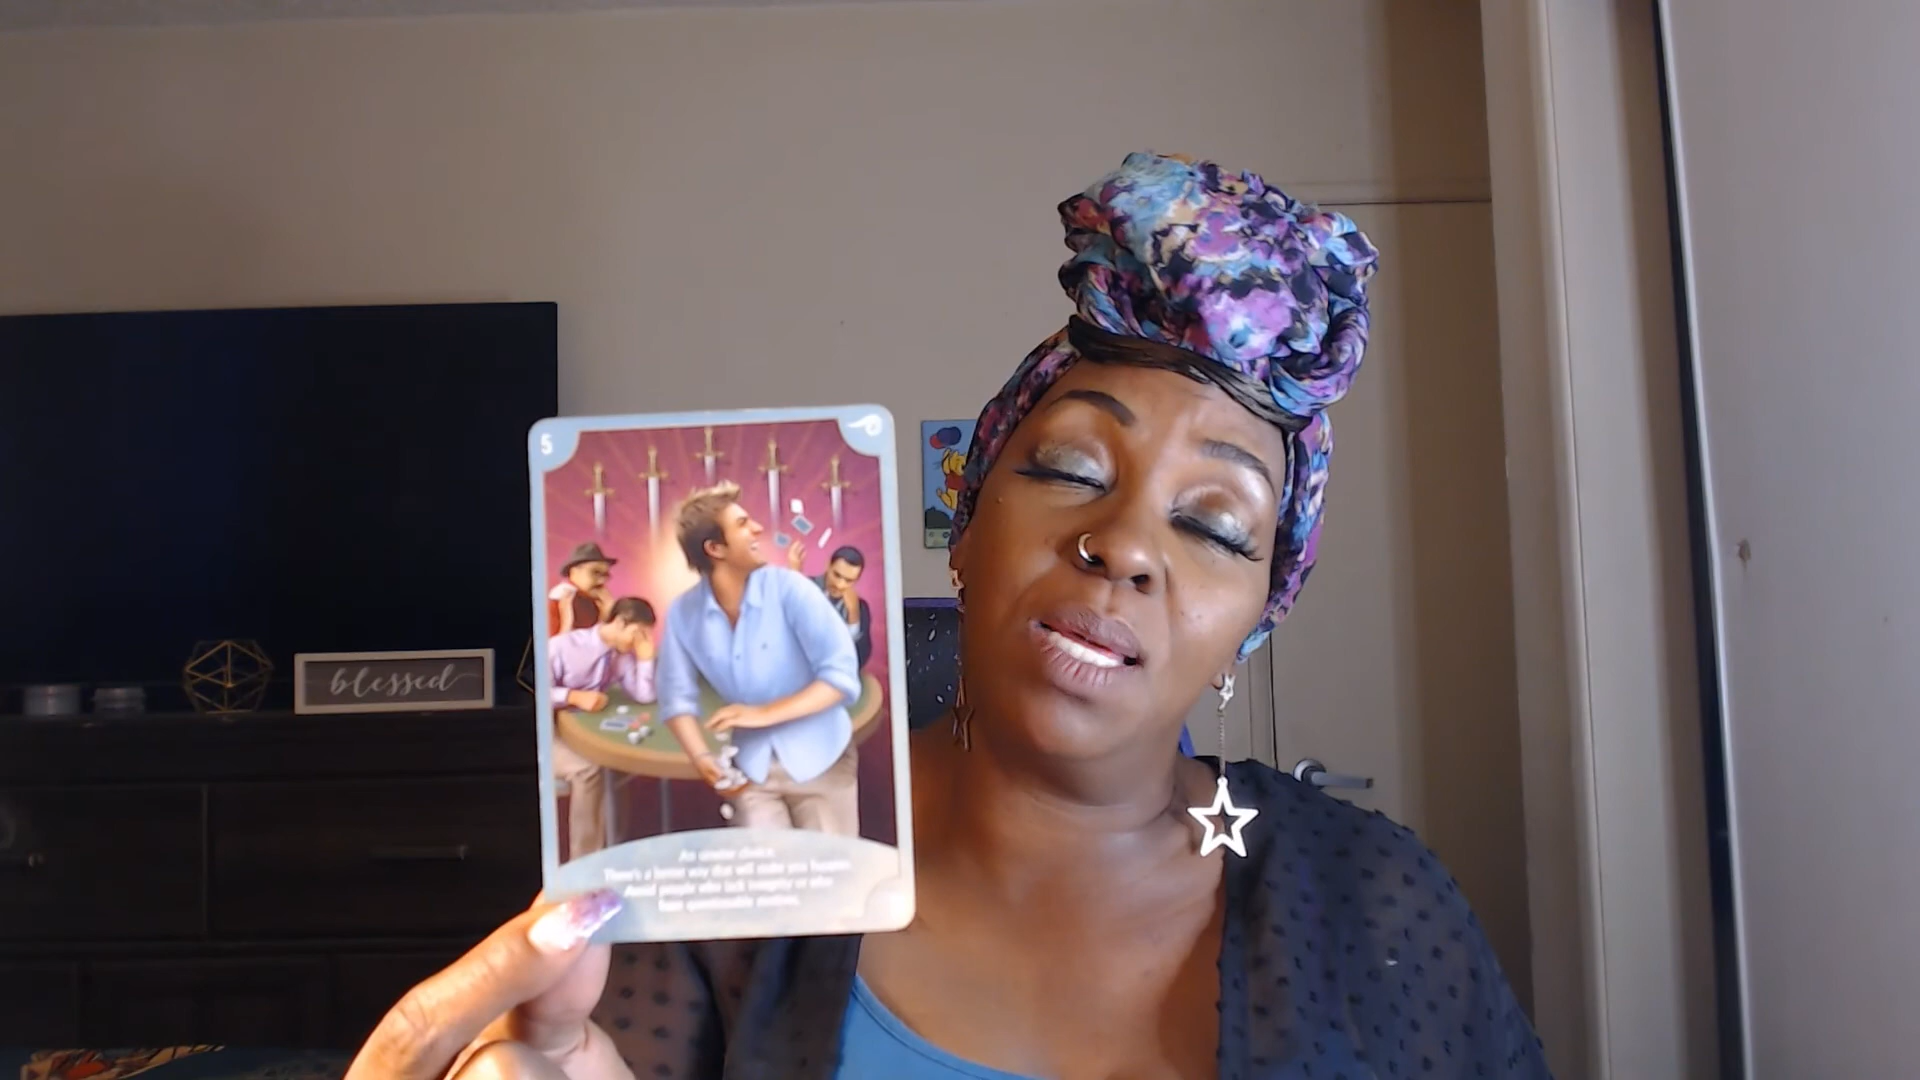 5
blessed
An unwise choice.
There's a better way that will make you happier.
Avoid people who lack integrity or who
have questionable motives.